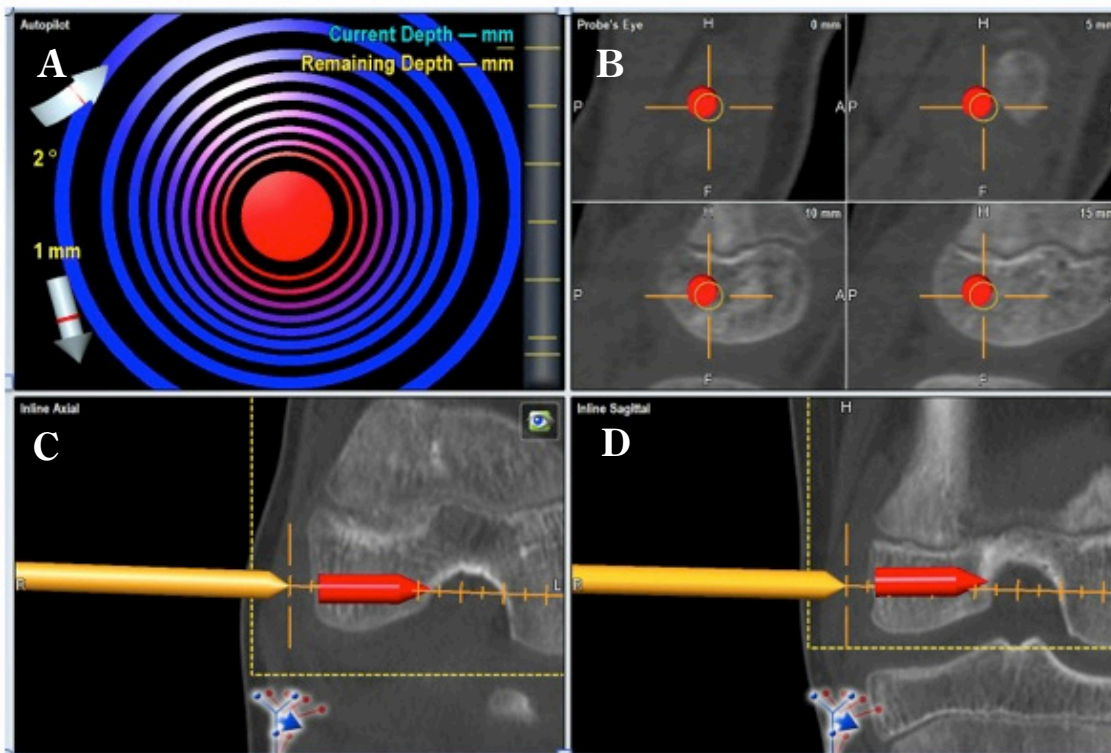 Autopilot
A
Current Depth — mm
Remaining Depth — mm
2°
1 mm
Probe's Eye
B
H
0 mm
P
A
F
H
5 mm
P
F
H
10 mm
P
A
F
H
15 mm
P
F
Inline Axial
C
R
L
Inline Sagittal
D
H
R